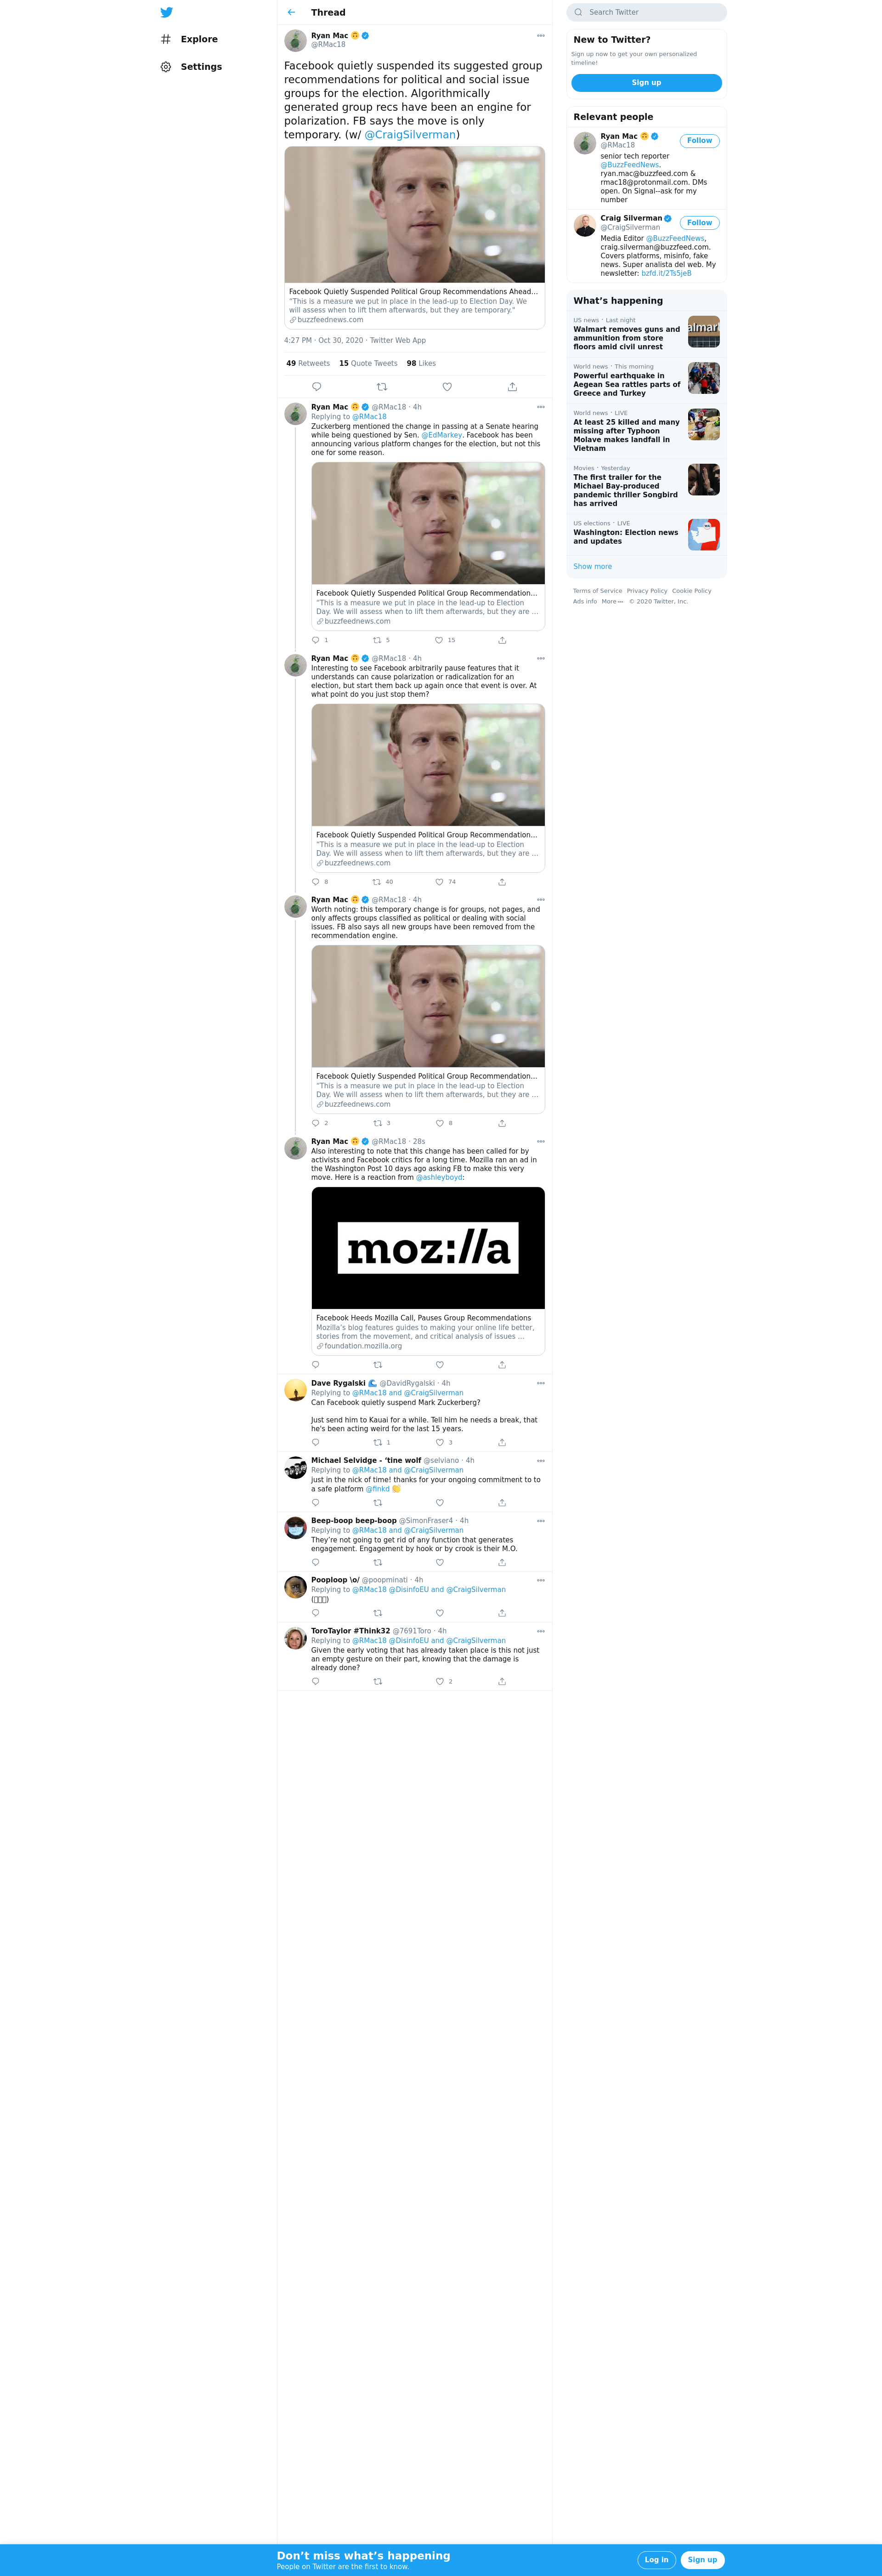 Explore
Settings
Thread
Ryan Mac 🙃
@RMac18
Facebook quietly suspended its suggested group
recommendations for political and social issue
groups for the election. Algorithmically
generated group recs have been an engine for
polarization. FB says the move is only
temporary. (w/ @CraigSilverman)
Facebook Quietly Suspended Political Group Recommendations Ahead...
"This is a measure we put in place in the lead-up to Election Day. We
will assess when to lift them afterwards, but they are temporary."
buzzfeednews.com
4:27 PM · Oct 30, 2020 · Twitter Web App
49 Retweets 15 Quote Tweets 98 Likes
Ryan Mac 🙃 @RMac18 · 4h
Replying to @RMac18
Zuckerberg mentioned the change in passing at a Senate hearing
while being questioned by Sen. @EdMarkey. Facebook has been
announcing various platform changes for the election, but not this
one for some reason.
Facebook Quietly Suspended Political Group Recommendation...
"This is a measure we put in place in the lead-up to Election
Day. We will assess when to lift them afterwards, but they are ...
buzzfeednews.com
1 5 15
Ryan Mac 🙃 @RMac18 · 4h
Interesting to see Facebook arbitrarily pause features that it
understands can cause polarization or radicalization for an
election, but start them back up again once that event is over. At
what point do you just stop them?
Facebook Quietly Suspended Political Group Recommendation...
"This is a measure we put in place in the lead-up to Election
Day. We will assess when to lift them afterwards, but they are ...
buzzfeednews.com
8 40 74
Ryan Mac 🙃 @RMac18 · 4h
Worth noting: this temporary change is for groups, not pages, and
only affects groups classified as political or dealing with social
issues. FB also says all new groups have been removed from the
recommendation engine.
Facebook Quietly Suspended Political Group Recommendation...
"This is a measure we put in place in the lead-up to Election
Day. We will assess when to lift them afterwards, but they are ...
buzzfeednews.com
2 3 8
Ryan Mac 🙃 @RMac18 · 28s
Also interesting to note that this change has been called for by
activists and Facebook critics for a long time. Mozilla ran an ad in
the Washington Post 10 days ago asking FB to make this very
move. Here is a reaction from @ashleyboyd:
moz://a
Facebook Heeds Mozilla Call, Pauses Group Recommendations
Mozilla's blog features guides to making your online life better,
stories from the movement, and critical analysis of issues ...
foundation.mozilla.org
Dave Rygalski 🌊 @DavidRygalski · 4h
Replying to @RMac18 and @CraigSilverman
Can Facebook quietly suspend Mark Zuckerberg?
Just send him to Kauai for a while. Tell him he needs a break, that
he's been acting weird for the last 15 years.
1 3
Michael Selvidge - 'tine wolf @selviano · 4h
Replying to @RMac18 and @CraigSilverman
just in the nick of time! thanks for your ongoing commitment to to
a safe platform @finkd 👏
Beep-boop beep-boop @SimonFraser4 · 4h
Replying to @RMac18 and @CraigSilverman
They're not going to get rid of any function that generates
engagement. Engagement by hook or by crook is their M.O.
Pooploop \o/ @poopminati · 4h
Replying to @RMac18 @DisinfoEU and @CraigSilverman
ToroTaylor #Think32 @7691Toro · 4h
Replying to @RMac18 @DisinfoEU and @CraigSilverman
Given the early voting that has already taken place is this not just
an empty gesture on their part, knowing that the damage is
already done?
2
Search Twitter
New to Twitter?
Sign up now to get your own personalized
timeline!
Sign up
Relevant people
Ryan Mac 🙃
@RMac18
Follow
senior tech reporter
@BuzzFeedNews.
ryan.mac@buzzfeed.com &
rmac18@protonmail.com. DMs
open. On Signal--ask for my
number
Craig Silverman
@CraigSilverman
Follow
Media Editor @BuzzFeedNews,
craig.silverman@buzzfeed.com.
Covers platforms, misinfo, fake
news. Super analista del web. My
newsletter: bzfd.it/2Ts5jeB
What's happening
US news · Last night
Walmart removes guns and
ammunition from store
floors amid civil unrest
World news · This morning
Powerful earthquake in
Aegean Sea rattles parts of
Greece and Turkey
World news · LIVE
At least 25 killed and many
missing after Typhoon
Molave makes landfall in
Vietnam
Movies · Yesterday
The first trailer for the
Michael Bay-produced
pandemic thriller Songbird
has arrived
US elections · LIVE
Washington: Election news
and updates
Show more
Terms of Service Privacy Policy Cookie Policy
Ads info More ··· © 2020 Twitter, Inc.
Don't miss what's happening
People on Twitter are the first to know.
Log in
Sign up